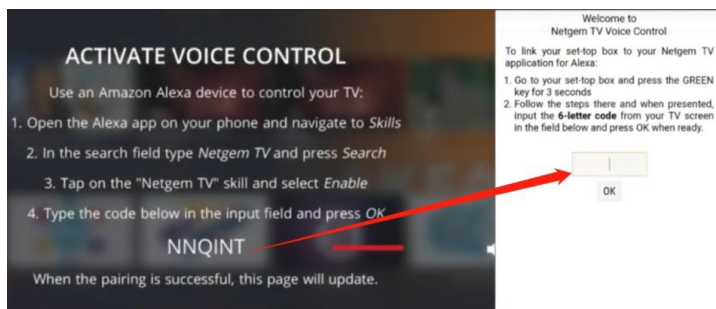 ACTIVATE VOICE CONTROL
Use an Amazon Alexa device to control your TV:
1. Open the Alexa app on your phone and navigate to Skills
2. In the search field type Netgem TV and press Search
3. Tap on the "Netgem TV" skill and select Enable
4. Type the code below in the input field and press OK
NNQINT
When the pairing is successful, this page will update.
Welcome to
Netgem TV Voice Control
To link your set-top box to your Netgem TV
application for Alexa:
1. Go to your set-top box and press the GREEN
key for 3 seconds
2. Follow the steps there and when presented,
input the 6-letter code from your TV screen
in the field below and press OK when ready.
OK